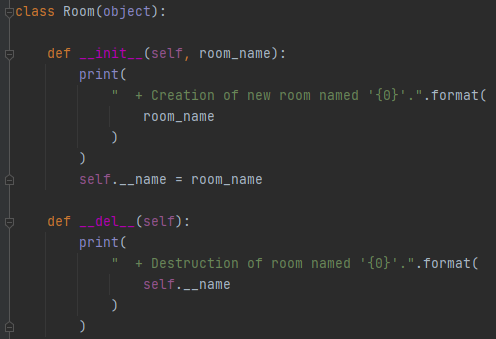 class Room(object):
    def __init__(self, room_name):
        print(
            "  + Creation of new room named '{0}'.".format(
                room_name
            )
        )
        self.__name = room_name
    def __del__(self):
        print(
            "  + Destruction of room named '{0}'.".format(
                self.__name
            )
        )